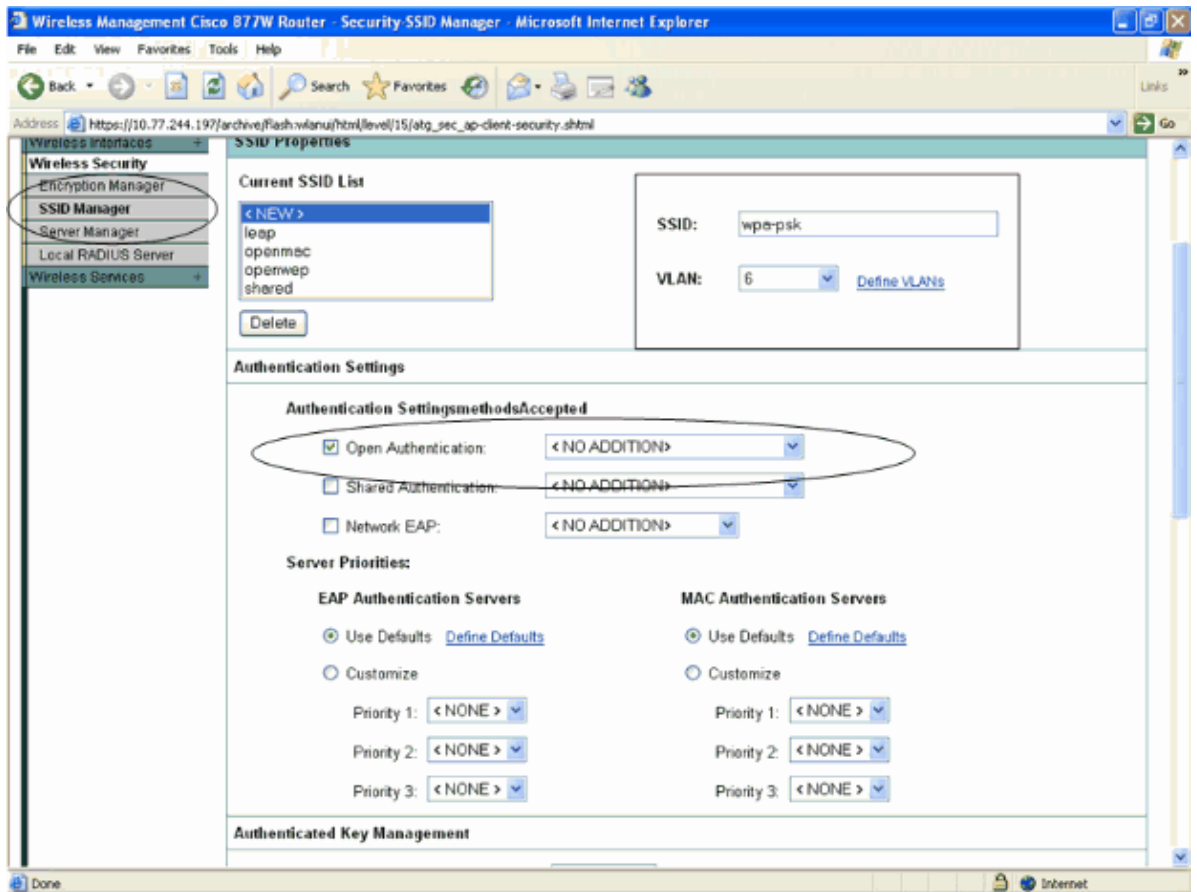 Wireless Management Cisco 877W Router - Security-SSID Manager - Microsoft Internet Explorer
File Edit View Favorites Tools Help
Back Search Favorites Links
Address https://10.77.244.197/archive/flash:wlanui/html/level/15/atg_sec_ap-client-security.shtml Go
Wireless Interfaces +
Wireless Security
Encryption Manager
SSID Manager
Server Manager
Local RADIUS Server
Wireless Services +
SSID Properties
Current SSID List
< NEW >
leap
openmac
openwep
shared
Delete
SSID: wpa-psk
VLAN: 6 Define VLANs
Authentication Settings
Authentication SettingsmethodsAccepted
Open Authentication: < NO ADDITION>
Shared Authentication: < NO ADDITION>
Network EAP: < NO ADDITION>
Server Priorities:
EAP Authentication Servers
Use Defaults Define Defaults
Customize
Priority 1: < NONE >
Priority 2: < NONE >
Priority 3: < NONE >
MAC Authentication Servers
Use Defaults Define Defaults
Customize
Priority 1: < NONE >
Priority 2: < NONE >
Priority 3: < NONE >
Authenticated Key Management
Done Internet